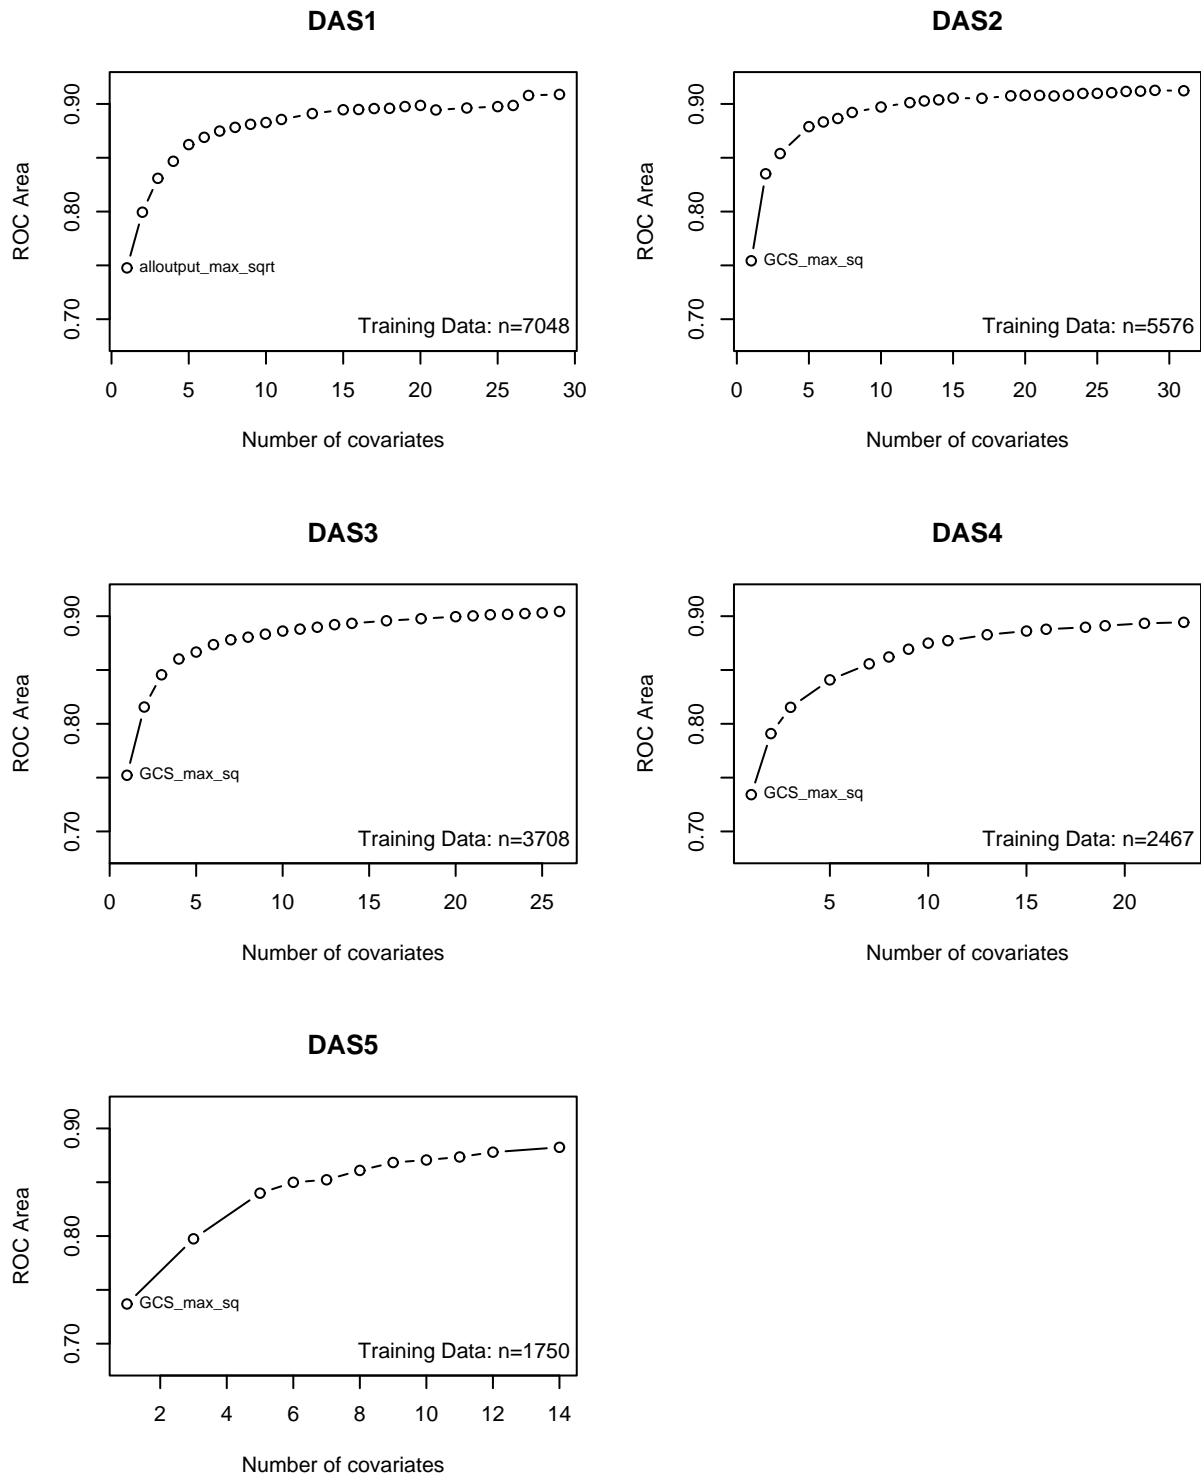 DAS1
ROC Area
0.70 0.80 0.90
alloutput_max_sqrt
Training Data: n=7048
0 5 10 15 20 25 30
Number of covariates
DAS2
ROC Area
0.70 0.80 0.90
GCS_max_sq
Training Data: n=5576
0 5 10 15 20 25 30
Number of covariates
DAS3
ROC Area
0.70 0.80 0.90
GCS_max_sq
Training Data: n=3708
0 5 10 15 20 25
Number of covariates
DAS4
ROC Area
0.70 0.80 0.90
GCS_max_sq
Training Data: n=2467
5 10 15 20
Number of covariates
DAS5
ROC Area
0.70 0.80 0.90
GCS_max_sq
Training Data: n=1750
2 4 6 8 10 12 14
Number of covariates